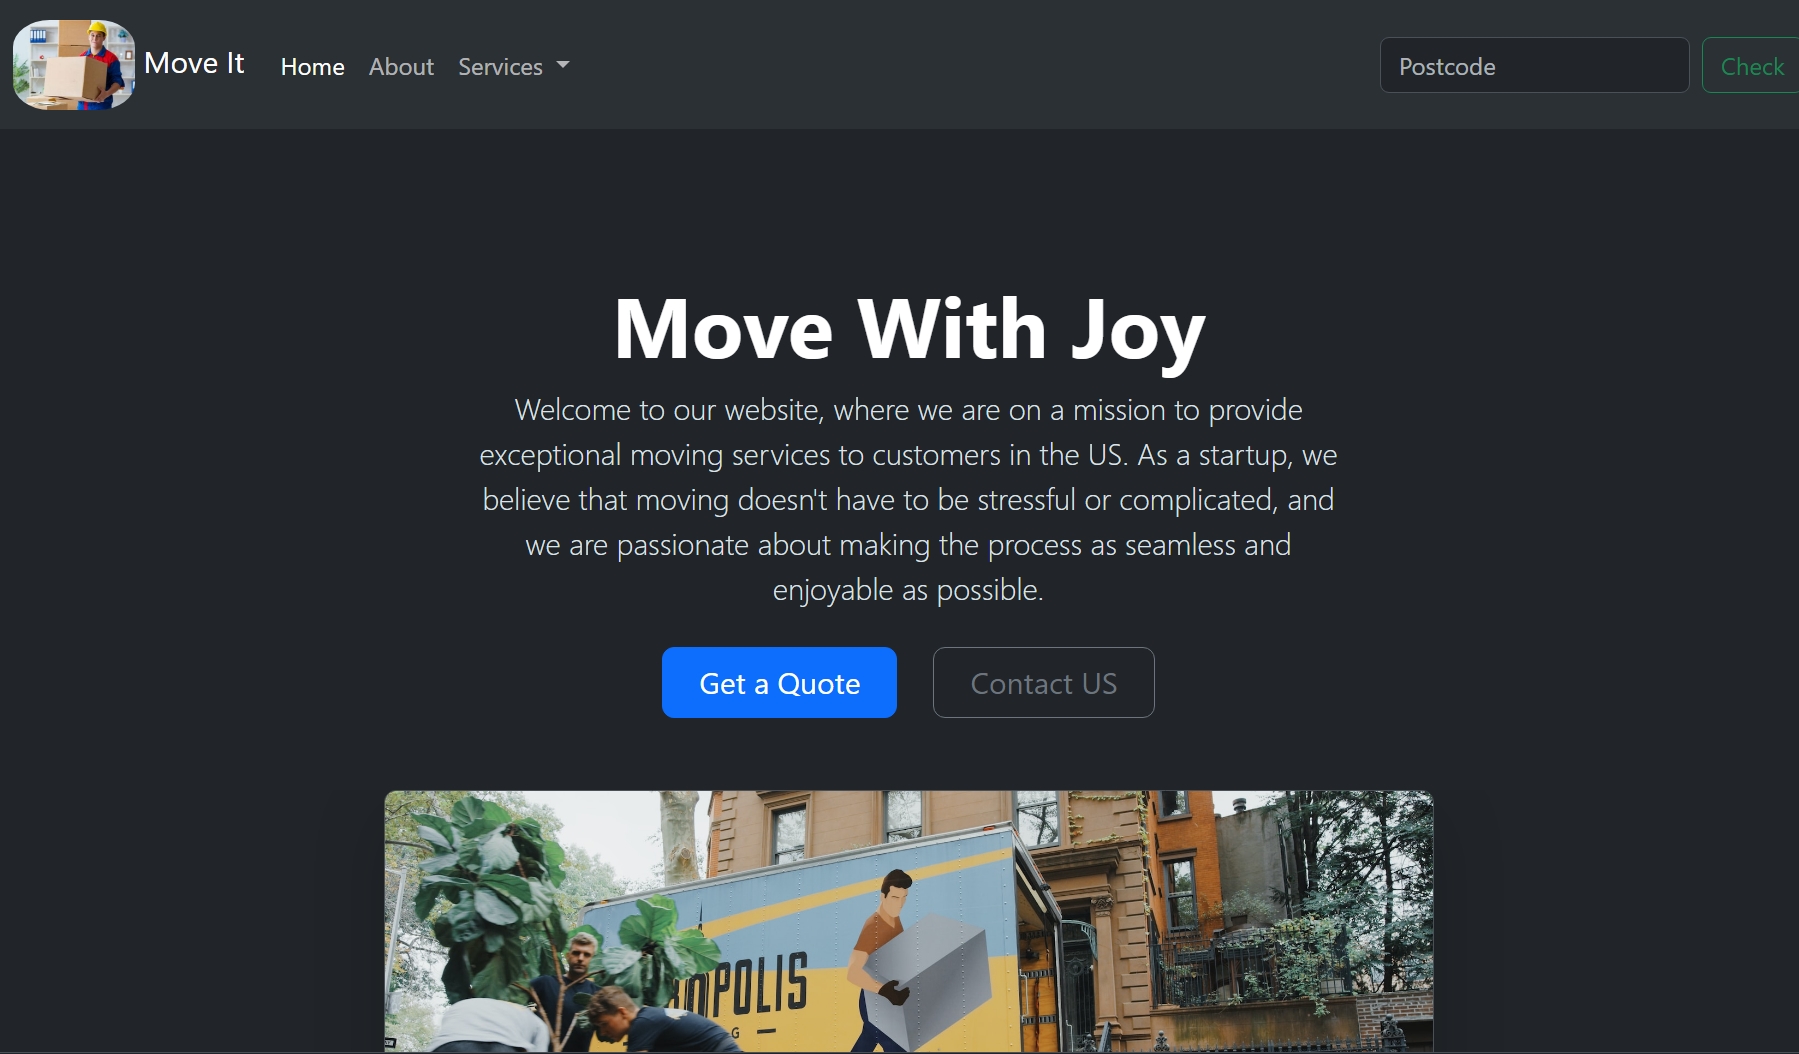 Move It
Home
About
Services
Postcode
Check
Move With Joy
Welcome to our website, where we are on a mission to provide
exceptional moving services to customers in the US. As a startup, we
believe that moving doesn't have to be stressful or complicated, and
we are passionate about making the process as seamless and
enjoyable as possible.
Get a Quote
Contact US